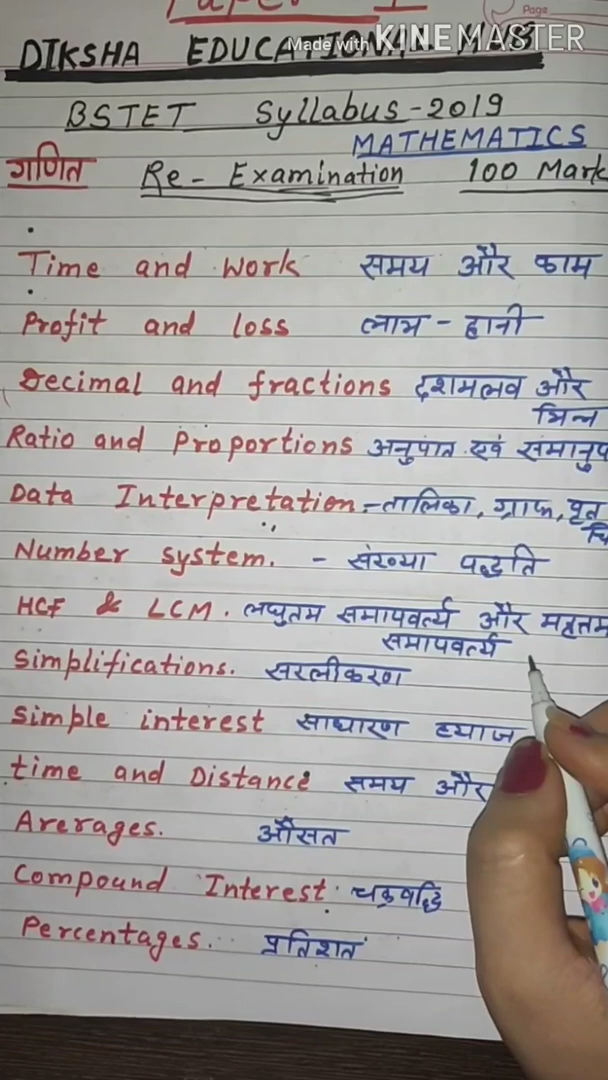 Paper - I
Page
Made with KINEMASTER
DIKSHA EDUCATIONAL
BSTET Syllabus-2019
MATHEMATICS
गणित Re-Examination 100 Mark
Time and work समय और काम
Profit and loss लाभ - हानी
Decimal and fractions दशमलव और
भिन्न
Ratio and Proportions अनुपात एवं समानुप
Data Interpretation - तालिका, ग्राफ, वृत
चि
Number system. - संख्या पद्धति
HCF & LCM. लघुतम समापवर्त्य और महत्तम
समापवर्त्य
Simplifications. सरलीकरण
Simple interest साधारण ब्याज
time and Distance समय और
Averages. औसत
Compound Interest. चक्रवृद्धि
Percentages. प्रतिशत